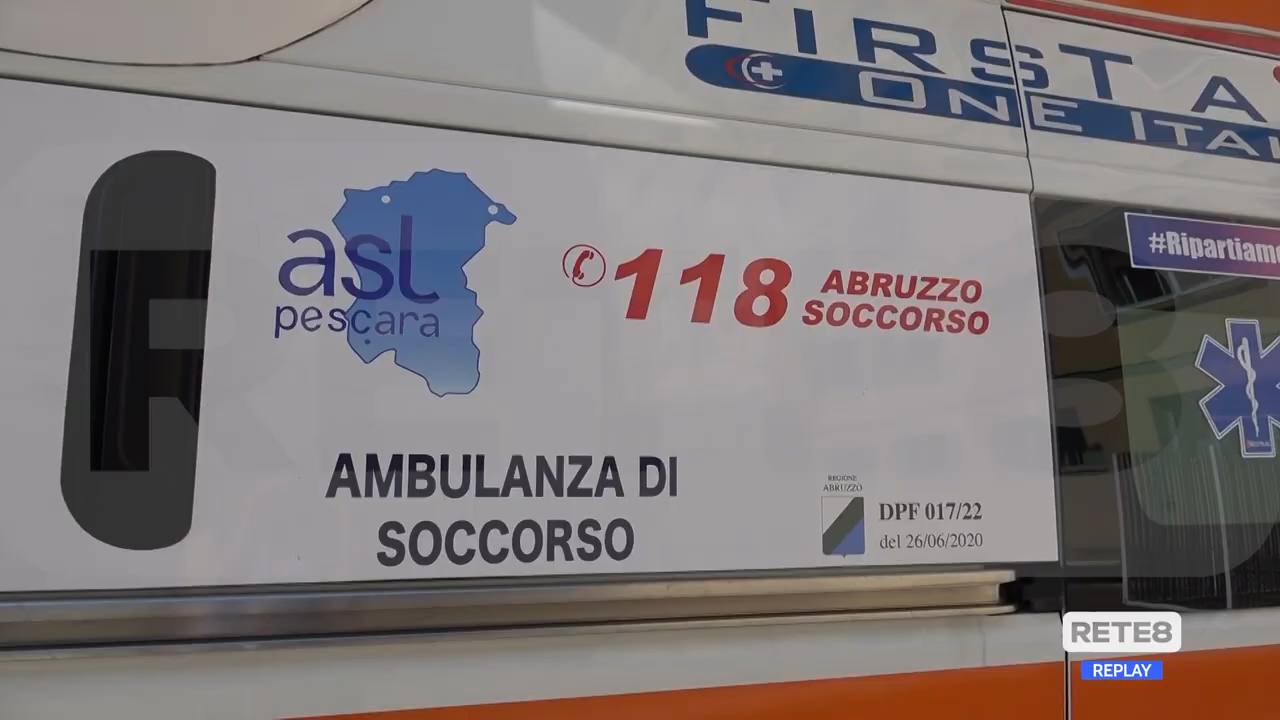 FIRST A
ONE ITAL
#Ripartiamo
asl
pescara
118 ABRUZZO
SOCCORSO
AMBULANZA DI
SOCCORSO
REGIONE
ABRUZZO
DPF 017/22
del 26/06/2020
RETE8
REPLAY